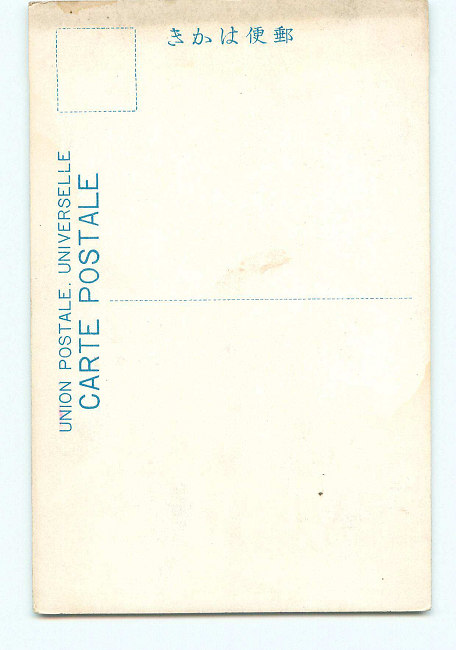 郵便はかき
UNION POSTALE. UNIVERSELLE
CARTE POSTALE